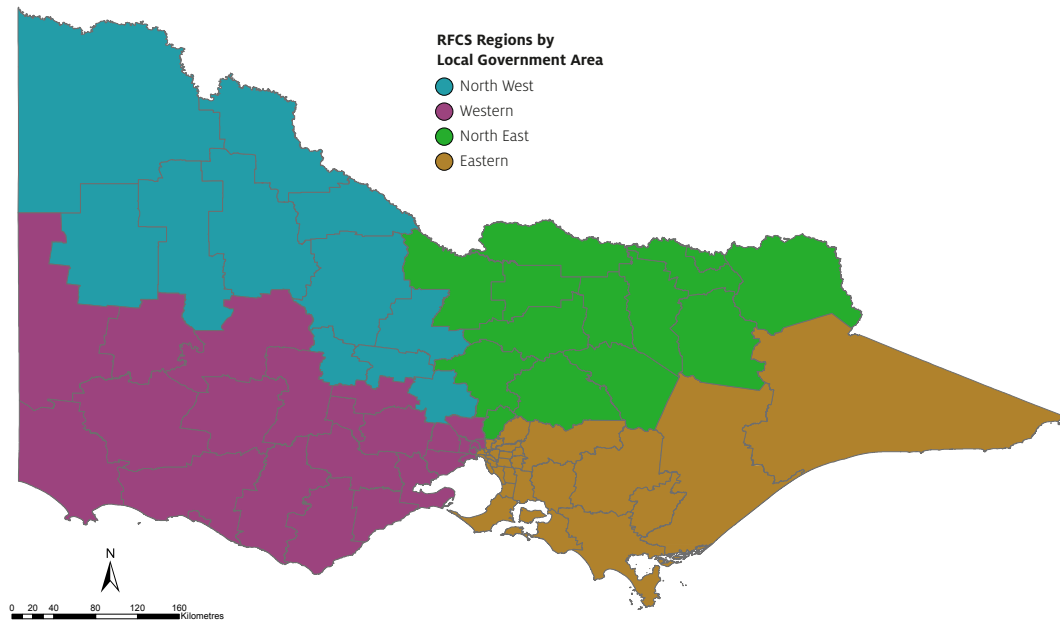 RFCS Regions by
Local Government Area
North West
Western
North East
Eastern
N
0 20 40 80 120 160
Kilometres